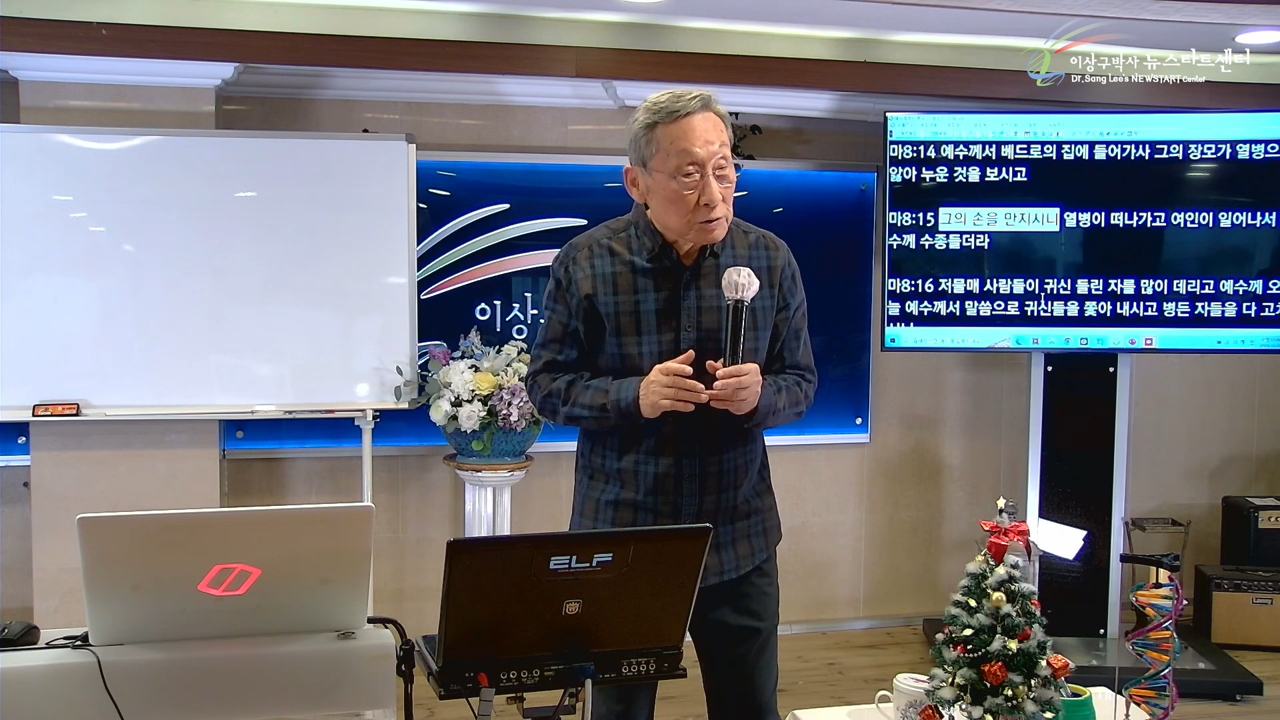 이상구박사 뉴스타트센터
Dr. Sang Lee's NEWSTART Center
마8:14 예수께서 베드로의 집에 들어가사 그의 장모가 열병으
앓아 누운 것을 보시고
마8:15 그의 손을 만지시니 열병이 떠나가고 여인이 일어나서
수께 수종들더라
마8:16 저물매 사람들이 귀신 들린 자를 많이 데리고 예수께 오
늘 예수께서 말씀으로 귀신들을 쫓아 내시고 병든 자들을 다 고치
이상
ELF
Laney